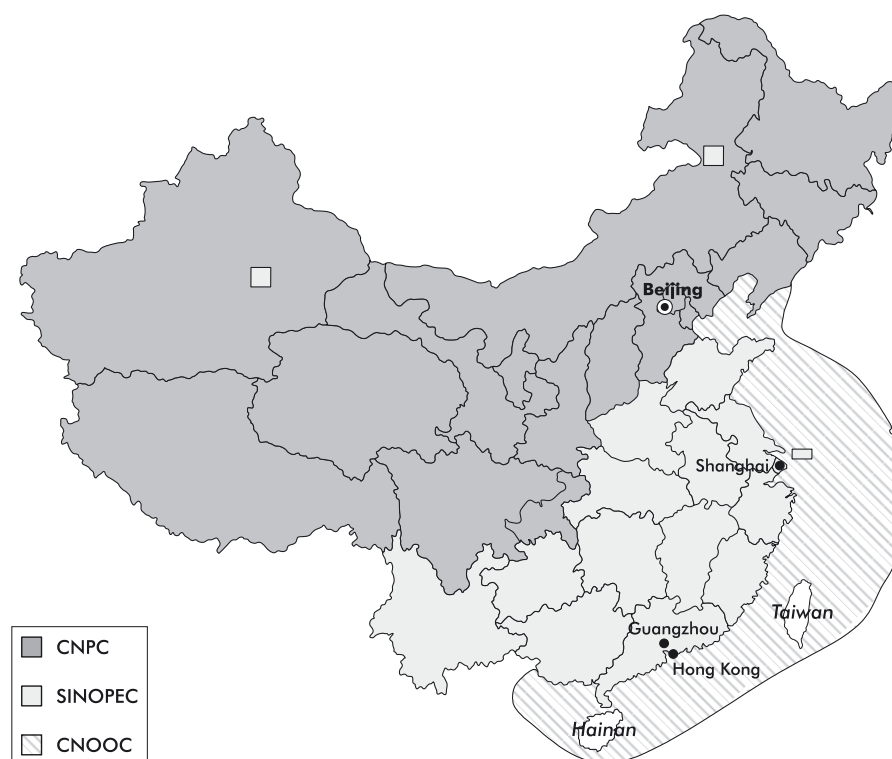 Beijing
Shanghai
Taiwan
Guangzhou
Hong Kong
Hainan
CNPC
SINOPEC
CNOOC